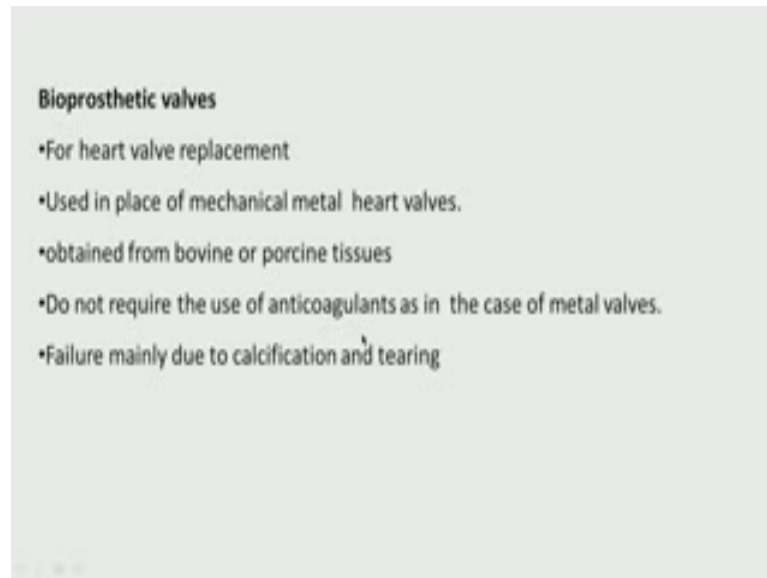 Bioprosthetic valves
•For heart valve replacement
•Used in place of mechanical metal heart valves.
•obtained from bovine or porcine tissues
•Do not require the use of anticoagulants as in the case of metal valves.
•Failure mainly due to calcification and tearing